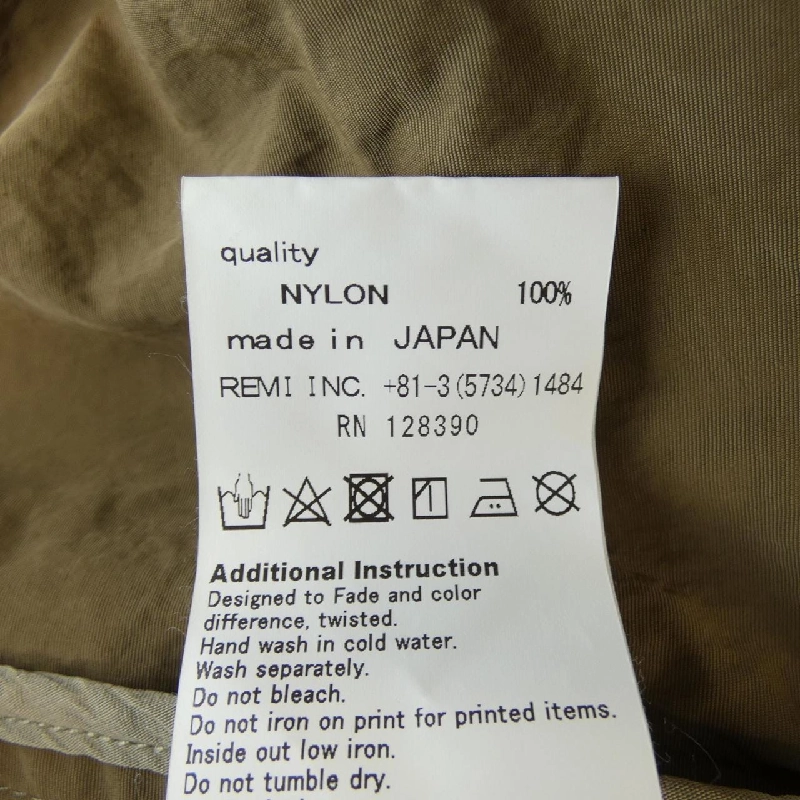 quality
NYLON 100%
made in JAPAN
REMI INC. +81-3(5734)1484
RN 128390
Additional Instruction
Designed to Fade and color
difference, twisted.
Hand wash in cold water.
Wash separately.
Do not bleach.
Do not iron on print for printed items.
Inside out low iron.
Do not tumble dry.